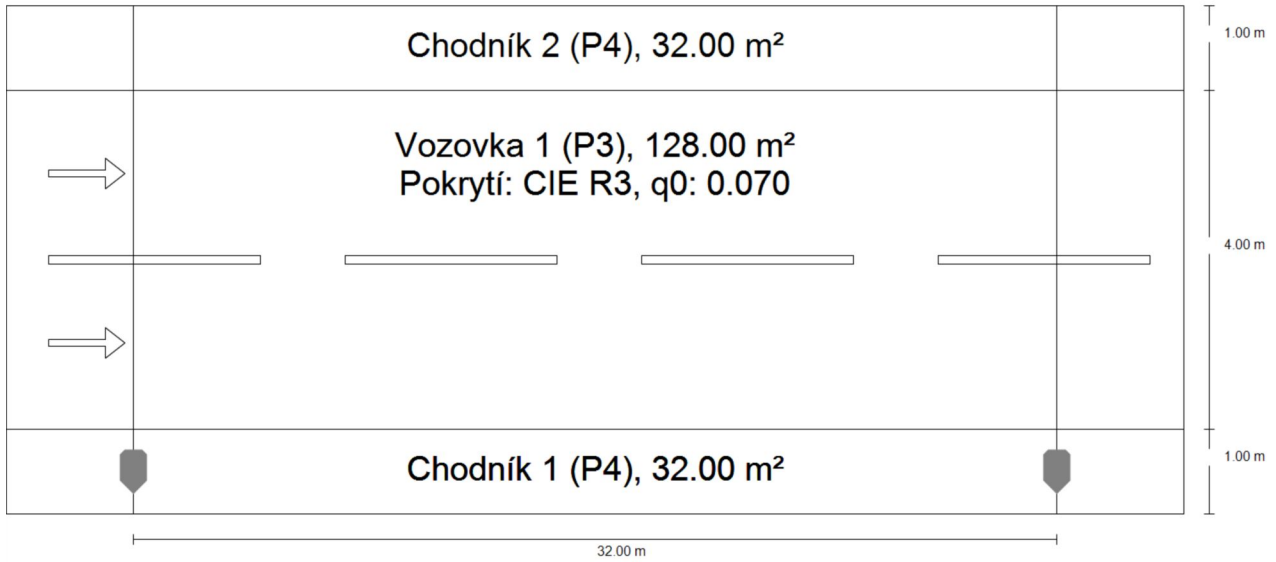 Chodník 2 (P4), 32.00 m²
1.00 m
Vozovka 1 (P3), 128.00 m²
Pokrytí: CIE R3, q0: 0.070
4.00 m
Chodník 1 (P4), 32.00 m²
1.00 m
32.00 m